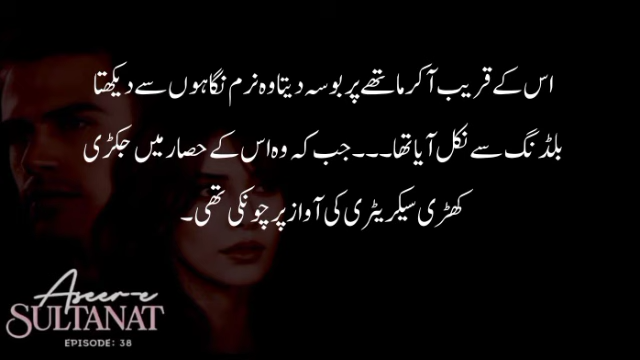 اس کے قریب آ کر ماتھے پر بوسہ دیتا وہ نرم نگاہوں سے دیکھتا
بلڈنگ سے نکل آیا تھا۔۔۔ جب کہ وہ اس کے حصار میں جکڑی
کھڑی سیکریٹری کی آواز پر چونکی تھی۔
Aseer-e
SULTANAT
EPISODE: 38